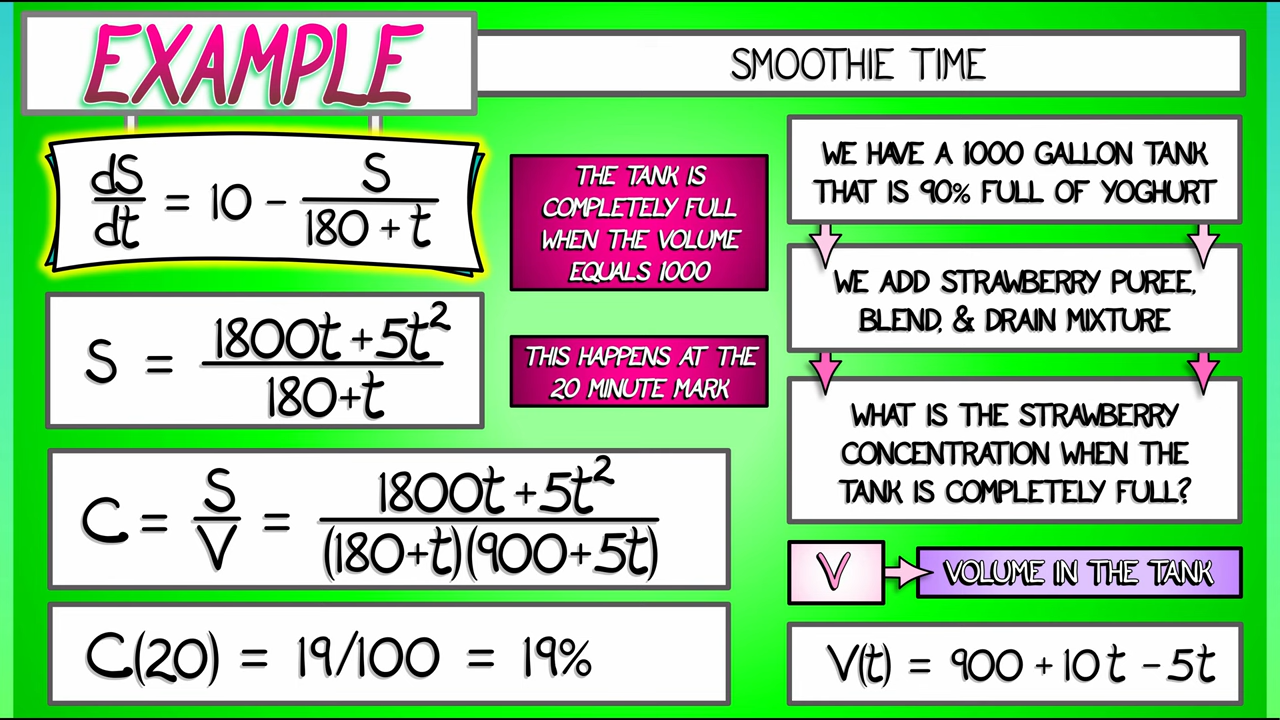 EXAMPLE
SMOOTHIE TIME
dS/dt = 10 - S/(180 + t)
S = (1800t + 5t²)/(180+t)
C = S/V = (1800t + 5t²)/((180+t)(900+5t))
C(20) = 19/100 = 19%
THE TANK IS
COMPLETELY FULL
WHEN THE VOLUME
EQUALS 1000
THIS HAPPENS AT THE
20 MINUTE MARK
WE HAVE A 1000 GALLON TANK
THAT IS 90% FULL OF YOGHURT
WE ADD STRAWBERRY PUREE,
BLEND, & DRAIN MIXTURE
WHAT IS THE STRAWBERRY
CONCENTRATION WHEN THE
TANK IS COMPLETELY FULL?
V
VOLUME IN THE TANK
V(t) = 900 + 10t - 5t